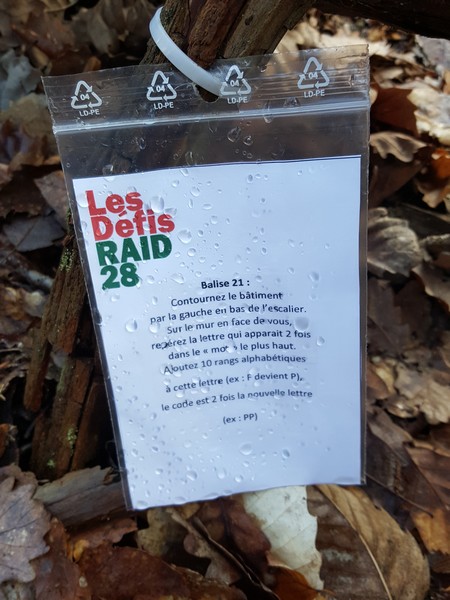 04 04 04 04
LD-PE LD-PE LD-PE LD-PE
Les
Défis
RAID
28
Balise 21 :
Contournez le bâtiment
par la gauche en bas de l'escalier.
Sur le mur en face de vous,
repérez la lettre qui apparait 2 fois
dans le « mot » le plus haut.
Ajoutez 10 rangs alphabétiques
à cette lettre (ex : F devient P),
le code est 2 fois la nouvelle lettre
(ex : PP)